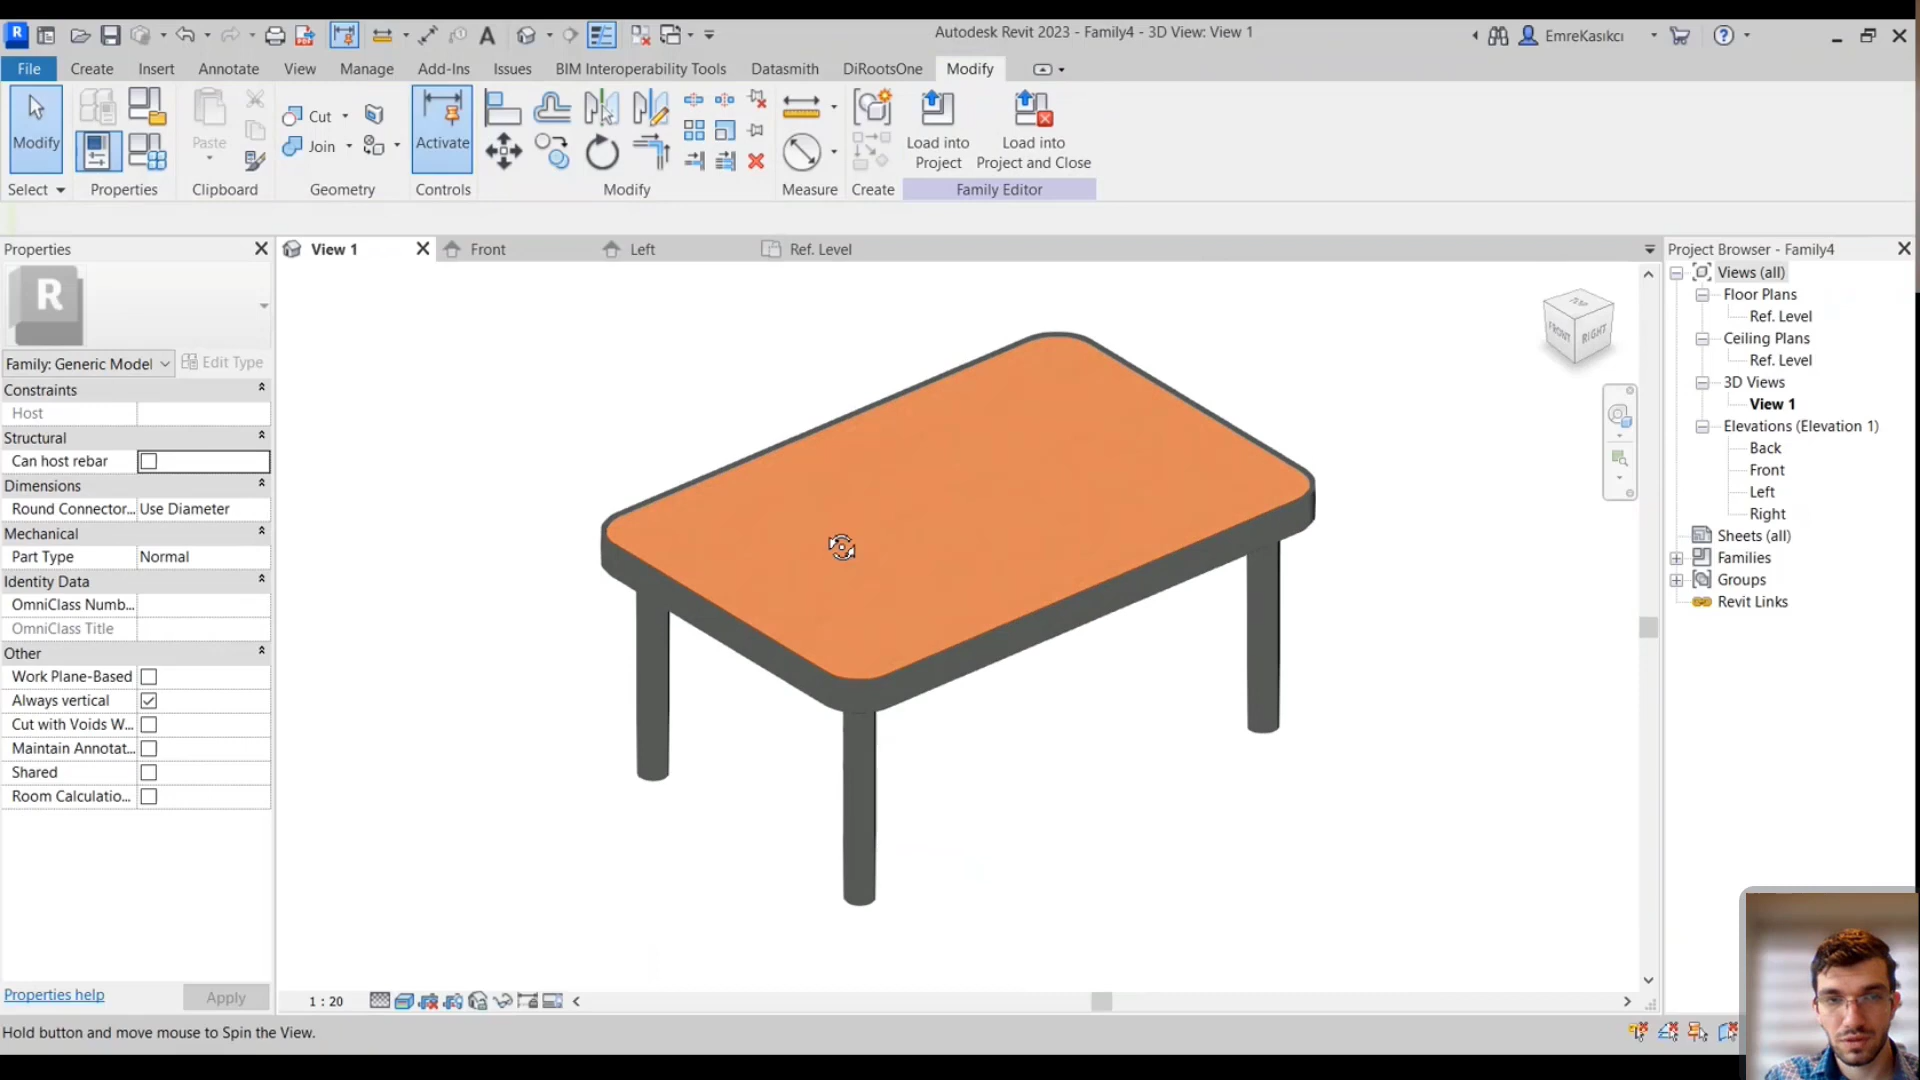 R
Autodesk Revit 2023 - Family4 - 3D View: View 1
EmreKasıkcı
File
Create
Insert
Annotate
View
Manage
Add-Ins
Issues
BIM Interoperability Tools
Datasmith
DiRootsOne
Modify
Modify
Paste
Cut
Join
Activate
Load into
Project
Load into
Project and Close
Select
Properties
Clipboard
Geometry
Controls
Modify
Measure
Create
Family Editor
Properties
View 1
Front
Left
Ref. Level
Project Browser - Family4
R
Family: Generic Model
Edit Type
Constraints
Host
Structural
Can host rebar
Dimensions
Round Connector... Use Diameter
Mechanical
Part Type Normal
Identity Data
OmniClass Numb...
OmniClass Title
Other
Work Plane-Based
Always vertical
Cut with Voids W...
Maintain Annotat...
Shared
Room Calculatio...
Properties help
Apply
TOP
FRONT
RIGHT
Views (all)
Floor Plans
Ref. Level
Ceiling Plans
Ref. Level
3D Views
View 1
Elevations (Elevation 1)
Back
Front
Left
Right
Sheets (all)
Families
Groups
Revit Links
1 : 20
Hold button and move mouse to Spin the View.